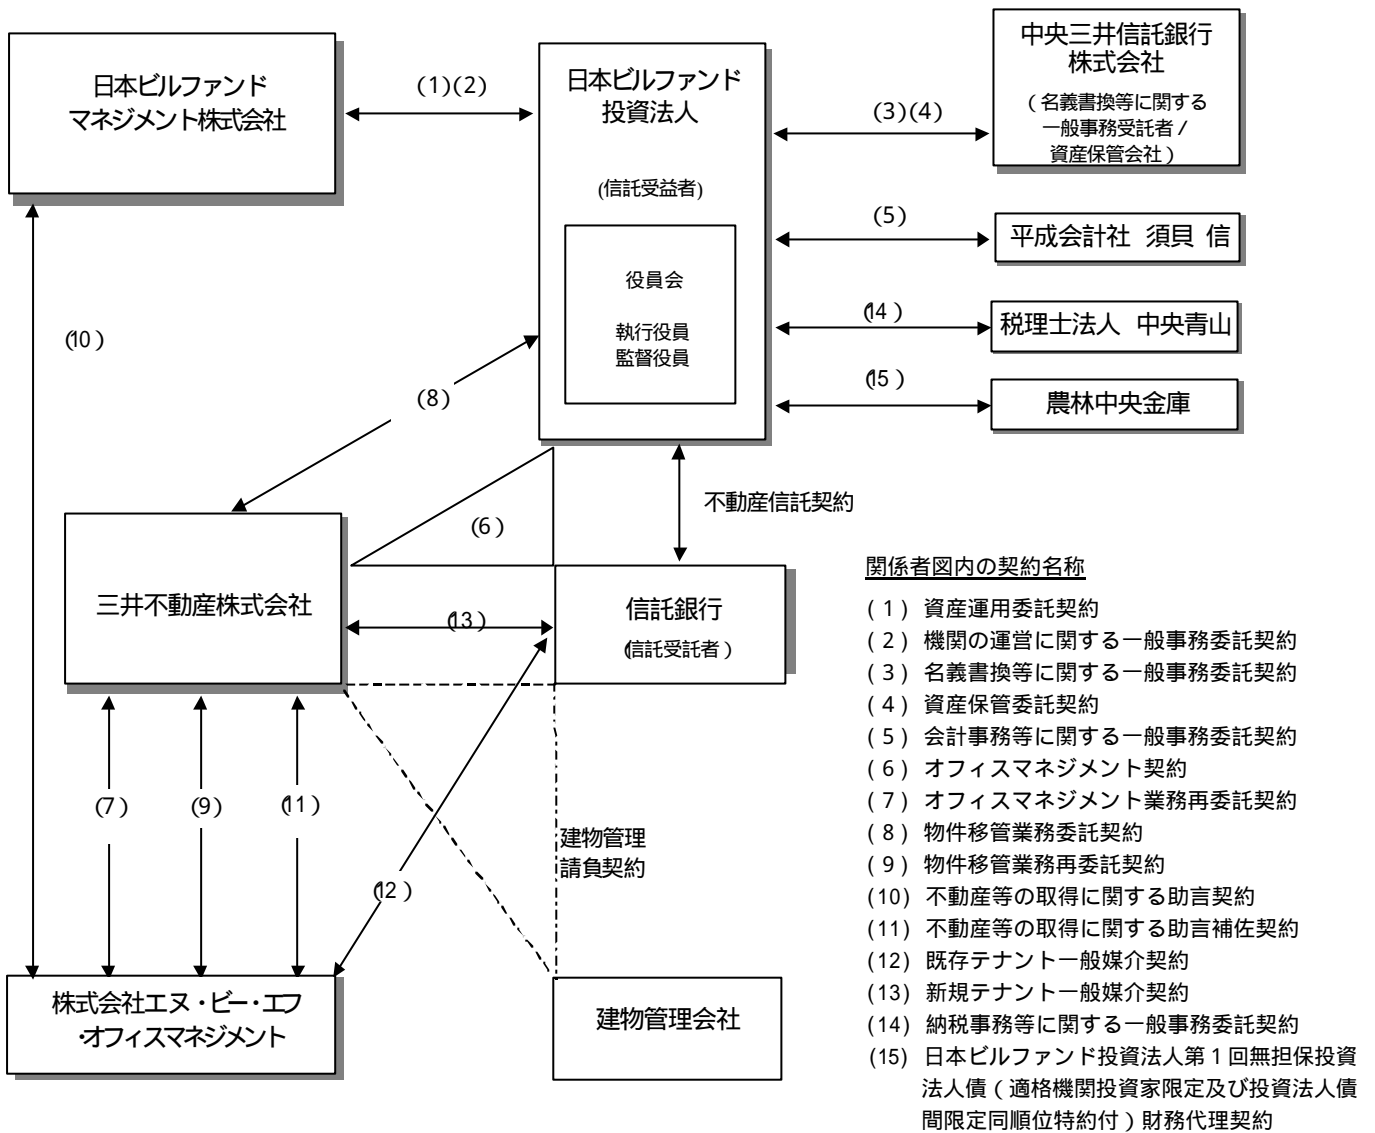 日本ビルファンド
マネジメント株式会社
(1)(2)
日本ビルファンド
投資法人
(信託受益者)
役員会
執行役員
監督役員
(3)(4)
中央三井信託銀行
株式会社
(名義書換等に関する
一般事務受託者/
資産保管会社)
(5)
平成会計社 須貝 信
(14)
税理士法人 中央青山
(15)
農林中央金庫
(10)
(8)
(6)
不動産信託契約
三井不動産株式会社
(13)
信託銀行
(信託受託者)
(7)
(9)
(11)
(12)
建物管理
請負契約
株式会社エヌ・ビー・エフ
・オフィスマネジメント
建物管理会社
関係者図内の契約名称
(1) 資産運用委託契約
(2) 機関の運営に関する一般事務委託契約
(3) 名義書換等に関する一般事務委託契約
(4) 資産保管委託契約
(5) 会計事務等に関する一般事務委託契約
(6) オフィスマネジメント契約
(7) オフィスマネジメント業務再委託契約
(8) 物件移管業務委託契約
(9) 物件移管業務再委託契約
(10) 不動産等の取得に関する助言契約
(11) 不動産等の取得に関する助言補佐契約
(12) 既存テナント一般媒介契約
(13) 新規テナント一般媒介契約
(14) 納税事務等に関する一般事務委託契約
(15) 日本ビルファンド投資法人第1回無担保投資
法人債(適格機関投資家限定及び投資法人債
間限定同順位特約付)財務代理契約